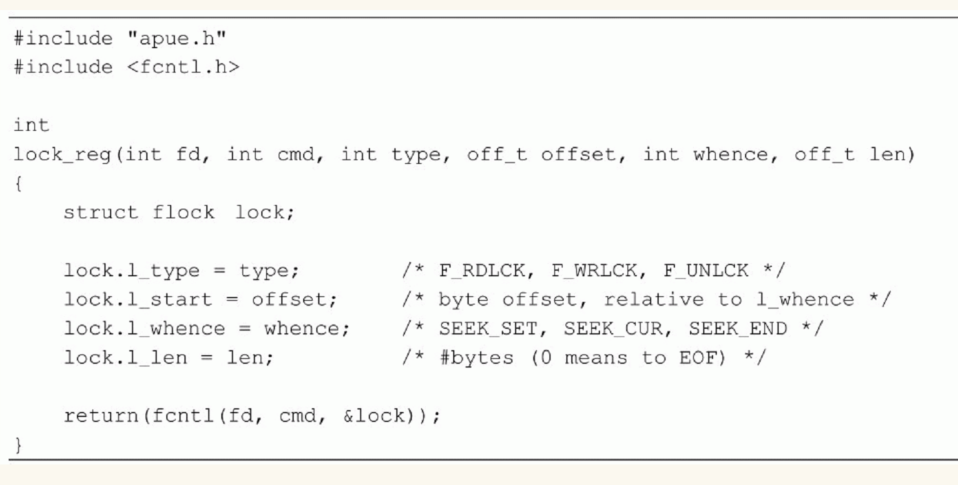 #include "apue.h"
#include <fcntl.h>
int
lock_reg(int fd, int cmd, int type, off_t offset, int whence, off_t len)
{
struct flock lock;
lock.l_type = type; /* F_RDLCK, F_WRLCK, F_UNLCK */
lock.l_start = offset; /* byte offset, relative to l_whence */
lock.l_whence = whence; /* SEEK_SET, SEEK_CUR, SEEK_END */
lock.l_len = len; /* #bytes (0 means to EOF) */
return(fcntl(fd, cmd, &lock));
}